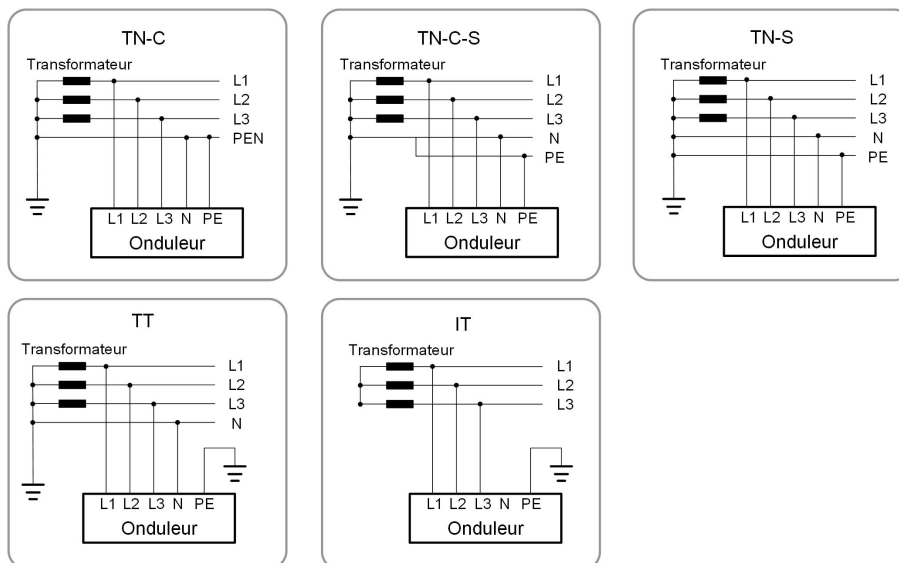 TN-C
Transformateur
L1
L2
L3
PEN
L1 L2 L3 N PE
Onduleur
TN-C-S
Transformateur
L1
L2
L3
N
PE
L1 L2 L3 N PE
Onduleur
TN-S
Transformateur
L1
L2
L3
N
PE
L1 L2 L3 N PE
Onduleur
TT
Transformateur
L1
L2
L3
N
L1 L2 L3 N PE
Onduleur
IT
Transformateur
L1
L2
L3
L1 L2 L3 N PE
Onduleur